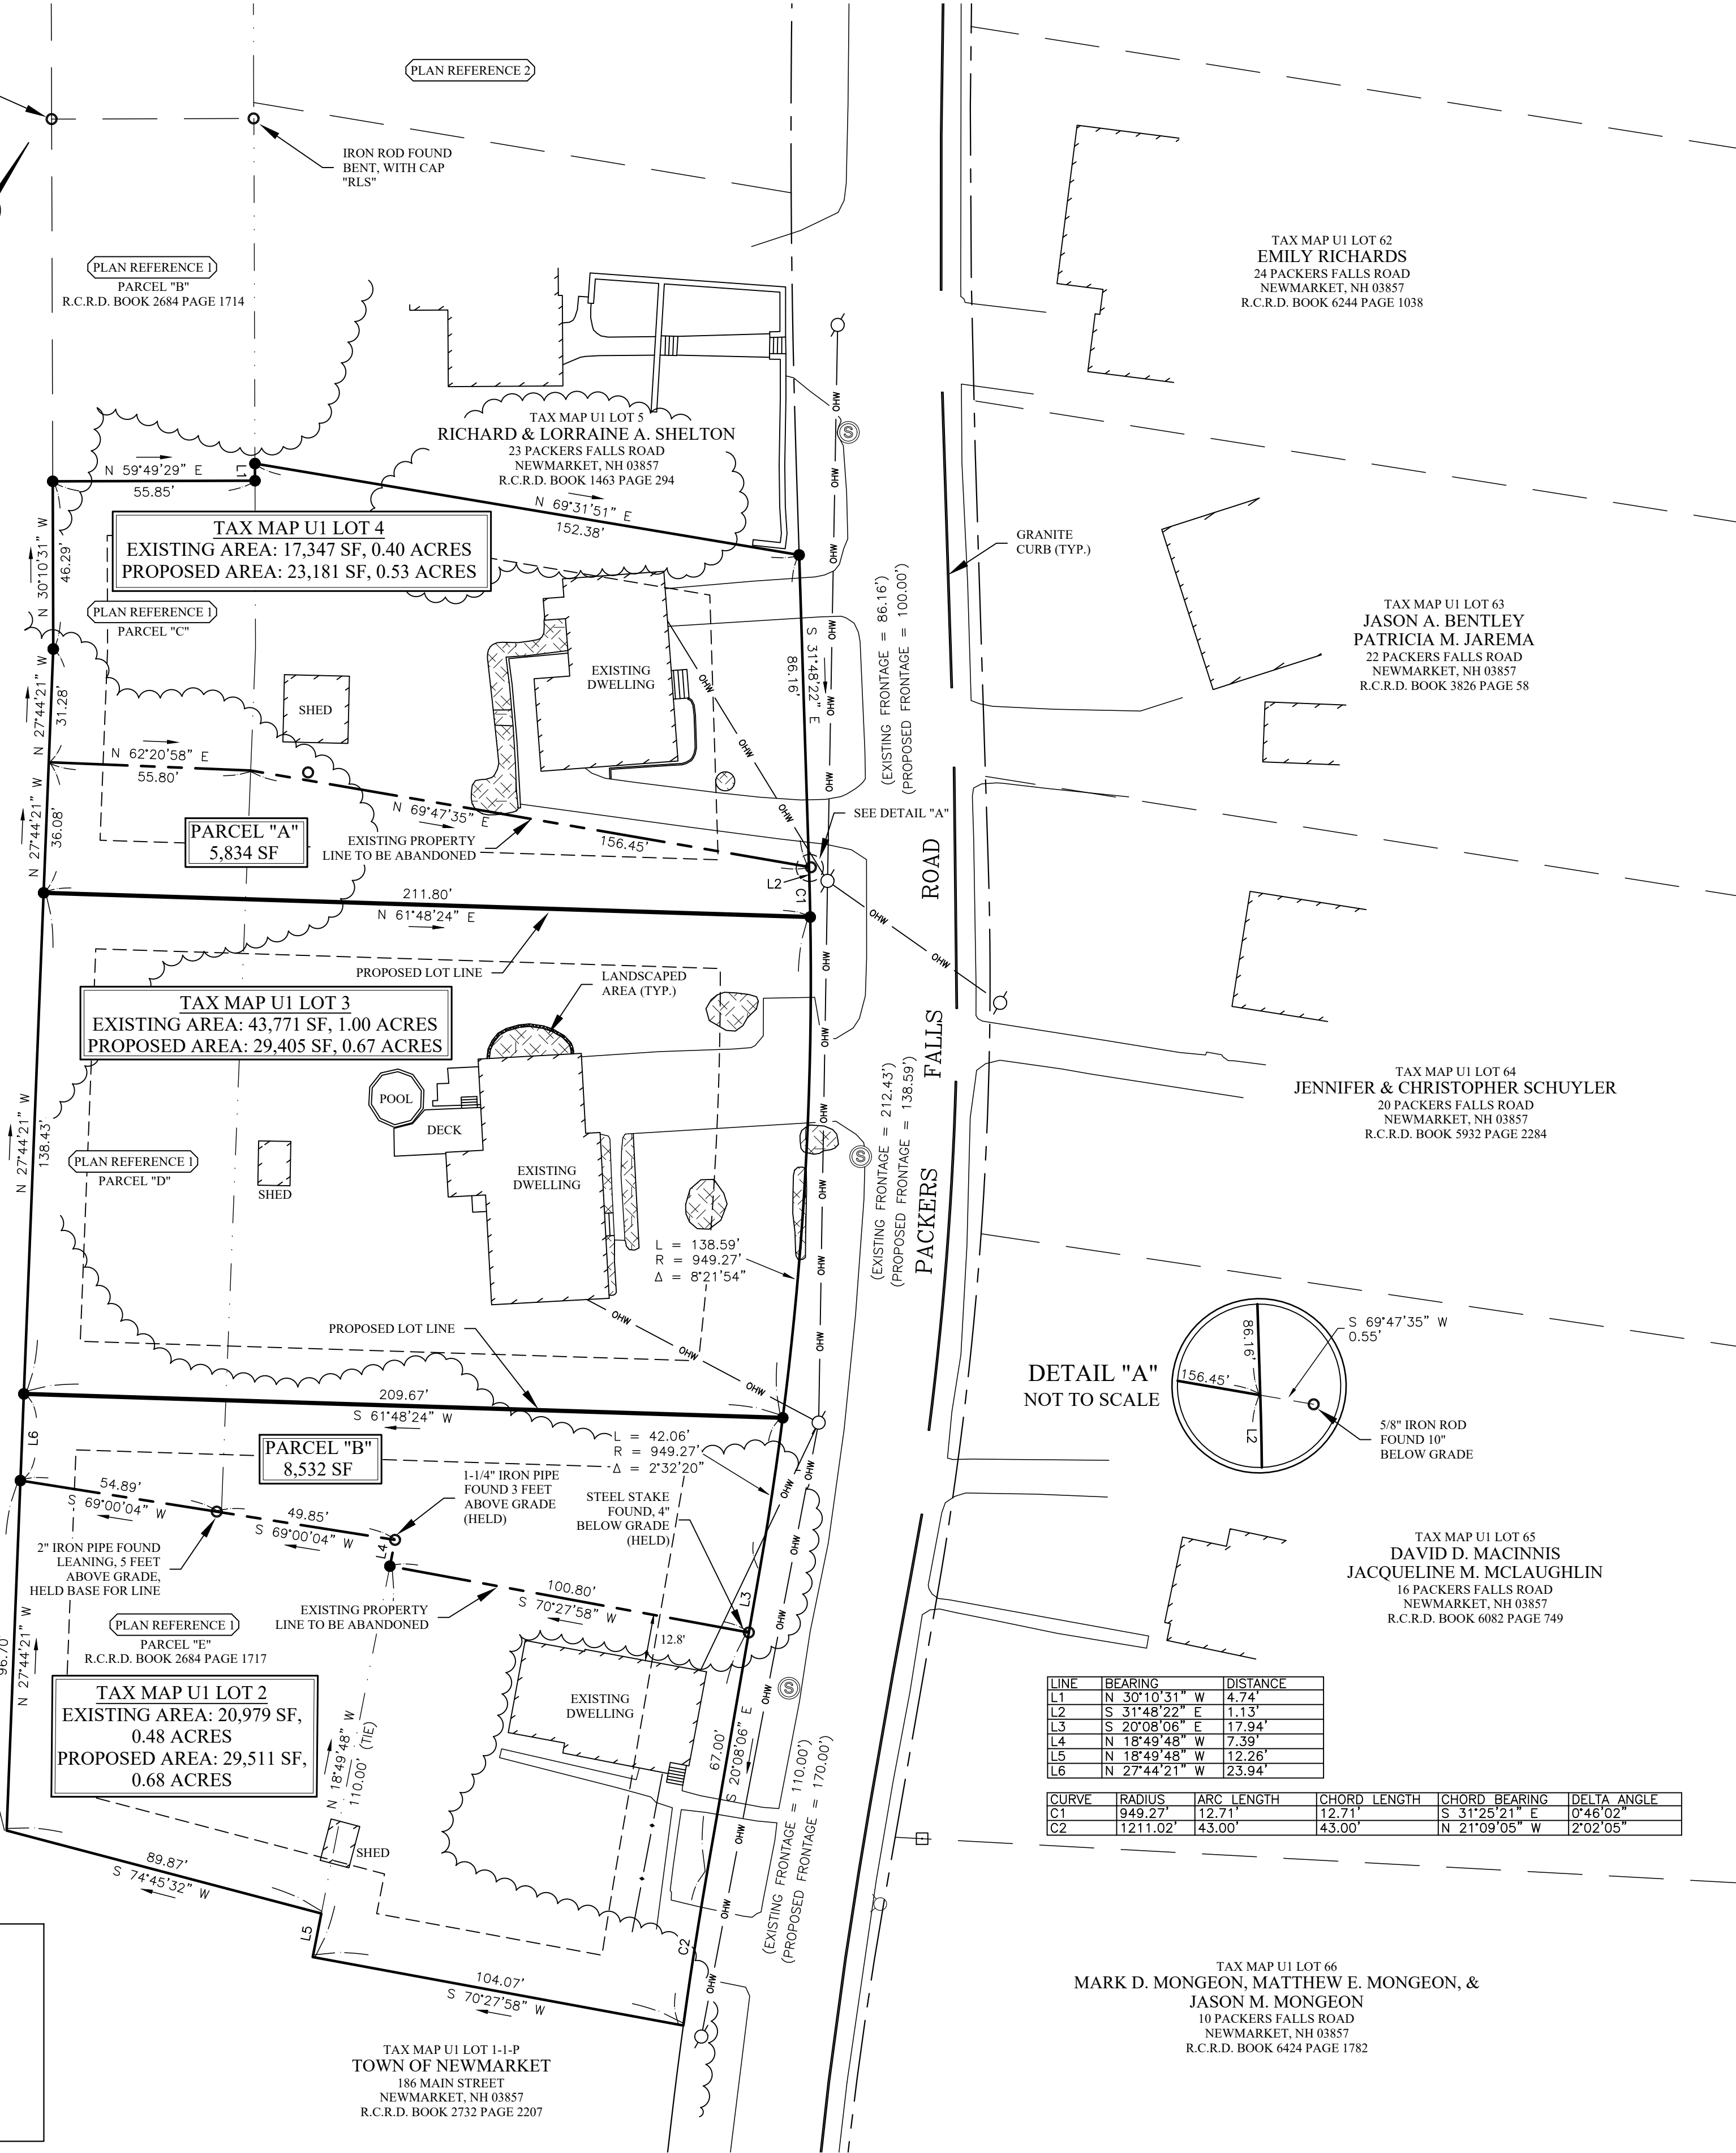 PLAN REFERENCE 2
IRON ROD FOUND
BENT, WITH CAP
"RLS"
PLAN REFERENCE 1
PARCEL "B"
R.C.R.D. BOOK 2684 PAGE 1714
TAX MAP U1 LOT 62
EMILY RICHARDS
24 PACKERS FALLS ROAD
NEWMARKET, NH 03857
R.C.R.D. BOOK 6244 PAGE 1038
TAX MAP U1 LOT 5
RICHARD & LORRAINE A. SHELTON
23 PACKERS FALLS ROAD
NEWMARKET, NH 03857
R.C.R.D. BOOK 1463 PAGE 294
OHW
S
N 59°49'29" E
55.85'
L1
N 69°31'51" E
152.38'
OHW
TAX MAP U1 LOT 4
EXISTING AREA: 17,347 SF, 0.40 ACRES
PROPOSED AREA: 23,181 SF, 0.53 ACRES
N 30°10'31" W
46.29'
OHW
GRANITE
CURB (TYP.)
PLAN REFERENCE 1
PARCEL "C"
TAX MAP U1 LOT 63
JASON A. BENTLEY
PATRICIA M. JAREMA
22 PACKERS FALLS ROAD
NEWMARKET, NH 03857
R.C.R.D. BOOK 3826 PAGE 58
(EXISTING FRONTAGE = 86.16')
(PROPOSED FRONTAGE = 100.00')
S 31°48'22" E
86.16'
OHW
OHW
OHW
OHW
OHW
EXISTING
DWELLING
SHED
N 27°44'21" W
31.28'
N 62°20'58" E
55.80'
N 27°44'21" W
36.08'
N 69°47'35" E
156.45'
EXISTING PROPERTY
LINE TO BE ABANDONED
SEE DETAIL "A"
PARCEL "A"
5,834 SF
L2
C1
211.80'
N 61°48'24" E
OHW
OHW
OHW
PROPOSED LOT LINE
LANDSCAPED
AREA (TYP.)
TAX MAP U1 LOT 3
EXISTING AREA: 43,771 SF, 1.00 ACRES
PROPOSED AREA: 29,405 SF, 0.67 ACRES
OHW
PACKERS FALLS ROAD
TAX MAP U1 LOT 64
JENNIFER & CHRISTOPHER SCHUYLER
20 PACKERS FALLS ROAD
NEWMARKET, NH 03857
R.C.R.D. BOOK 5932 PAGE 2284
POOL
DECK
N 27°44'21" W
138.43'
OHW
S
PLAN REFERENCE 1
PARCEL "D"
SHED
EXISTING
DWELLING
OHW
(EXISTING FRONTAGE = 212.43')
(PROPOSED FRONTAGE = 138.59')
L = 138.59'
R = 949.27'
Δ = 8°21'54"
OHW
OHW
OHW
OHW
PROPOSED LOT LINE
DETAIL "A"
NOT TO SCALE
86.16'
156.45'
L2
S 69°47'35" W
0.55'
5/8" IRON ROD
FOUND 10"
BELOW GRADE
209.67'
S 61°48'24" W
L6
PARCEL "B"
8,532 SF
L = 42.06'
R = 949.27'
Δ = 2°32'20"
OHW
OHW
54.89'
S 69°00'04" W
49.85'
S 69°00'04" W
1-1/4" IRON PIPE
FOUND 3 FEET
ABOVE GRADE
(HELD)
STEEL STAKE
FOUND, 4"
BELOW GRADE
(HELD)
OHW
L4
2" IRON PIPE FOUND
LEANING, 5 FEET
ABOVE GRADE,
HELD BASE FOR LINE
TAX MAP U1 LOT 65
DAVID D. MACINNIS
JACQUELINE M. MCLAUGHLIN
16 PACKERS FALLS ROAD
NEWMARKET, NH 03857
R.C.R.D. BOOK 6082 PAGE 749
100.80'
S 70°27'58" W
L3
EXISTING PROPERTY
LINE TO BE ABANDONED
12.8'
OHW
PLAN REFERENCE 1
PARCEL "E"
R.C.R.D. BOOK 2684 PAGE 1717
96.70
N 27°44'21" W
TAX MAP U1 LOT 2
EXISTING AREA: 20,979 SF,
0.48 ACRES
PROPOSED AREA: 29,511 SF,
0.68 ACRES
EXISTING
DWELLING
S
OHW
N 18°49'48" W
110.00' (TIE)
67.00'
S 20°08'06" E
OHW
(EXISTING FRONTAGE = 110.00')
(PROPOSED FRONTAGE = 170.00')
LINE BEARING DISTANCE
L1 N 30°10'31" W 4.74'
L2 S 31°48'22" E 1.13'
L3 S 20°08'06" E 17.94'
L4 N 18°49'48" W 7.39'
L5 N 18°49'48" W 12.26'
L6 N 27°44'21" W 23.94'
CURVE RADIUS ARC LENGTH CHORD LENGTH CHORD BEARING DELTA ANGLE
C1 949.27' 12.71' 12.71' S 31°25'21" E 0°46'02"
C2 1211.02' 43.00' 43.00' N 21°09'05" W 2°02'05"
SHED
89.87'
S 74°45'32" W
L5
OHW
C2
OHW
104.07'
S 70°27'58" W
TAX MAP U1 LOT 66
MARK D. MONGEON, MATTHEW E. MONGEON, &
JASON M. MONGEON
10 PACKERS FALLS ROAD
NEWMARKET, NH 03857
R.C.R.D. BOOK 6424 PAGE 1782
TAX MAP U1 LOT 1-1-P
TOWN OF NEWMARKET
186 MAIN STREET
NEWMARKET, NH 03857
R.C.R.D. BOOK 2732 PAGE 2207